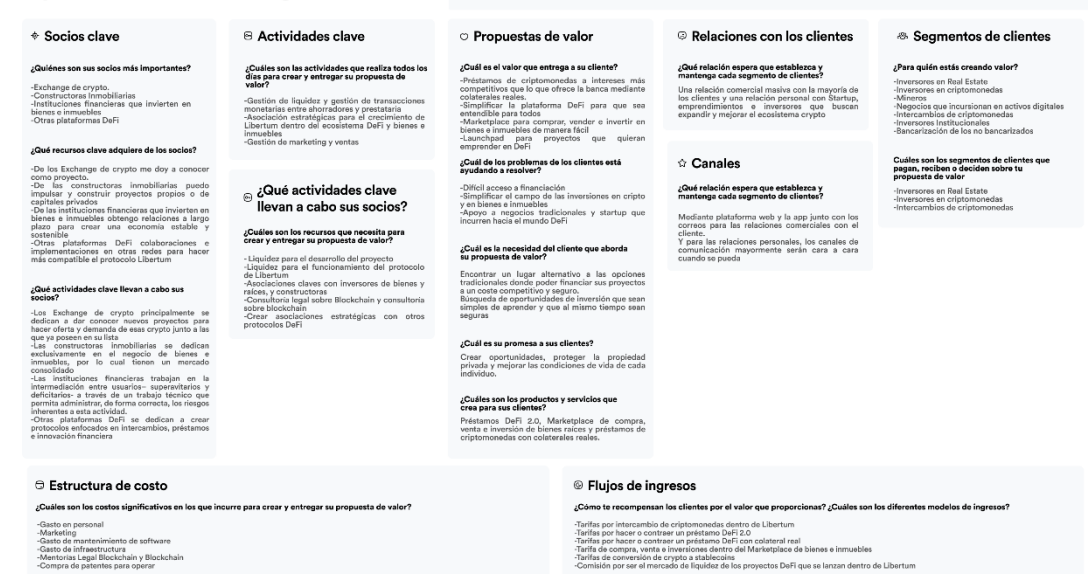 Socios clave
¿Quiénes son sus socios más importantes?
-Exchange de crypto.
-Constructoras Inmobiliarias
-Instituciones financieras que invierten en
bienes e inmuebles
-Otras plataformas DeFi
¿Qué recursos clave adquiere de los socios?
-De los Exchange de crypto me doy a conocer
como proyecto.
-De las constructoras inmobiliarias puedo
impulsar y construir proyectos propios o de
capitales privados
-De las instituciones financieras que invierten en
bienes e inmuebles obtengo relaciones a largo
plazo para crear una economía estable y
sostenible
-Otras plataformas DeFi colaboraciones e
implementaciones en otras redes para hacer
más compatible el protocolo Libertum
¿Qué actividades clave llevan a cabo sus
socios?
-Los Exchange de crypto principalmente se
dedican a dar conocer nuevos proyectos para
hacer oferta y demanda de esas crypto junto a las
que ya poseen en su lista
-Las constructoras inmobiliarias se dedican
exclusivamente en el negocio de bienes e
inmuebles, por lo cual tienen un mercado
consolidado
-Las instituciones financieras trabajan en la
intermediación entre usuarios– superavitarios y
deficitarios- a través de un trabajo técnico que
permita administrar, de forma correcta, los riesgos
inherentes a esta actividad.
-Otras plataformas DeFi se dedican a crear
protocolos enfocados en intercambios, préstamos
e innovación financiera
Actividades clave
¿Cuáles son las actividades que realiza todos los
días para crear y entregar su propuesta de
valor?
-Gestión de liquidez y gestión de transacciones
monetarias entre ahorradores y prestataria
-Asociación estratégicas para el crecimiento de
Libertum dentro del ecosistema DeFi y bienes e
inmuebles
-Gestión de marketing y ventas
¿Qué actividades clave
llevan a cabo sus socios?
¿Cuáles son los recursos que necesita para
crear y entregar su propuesta de valor?
- Liquidez para el desarrollo del proyecto
-Liquidez para el funcionamiento del protocolo
de Libertum
-Asociaciones claves con inversores de bienes y
raíces, y constructoras
-Consultoría legal sobre Blockchain y consultoría
sobre blockchain
-Crear asociaciones estratégicas con otros
protocolos DeFi
Propuestas de valor
¿Cuál es el valor que entrega a su cliente?
-Préstamos de criptomonedas a intereses más
competitivos que lo que ofrece la banca mediante
colaterales reales.
-Simplificar la plataforma DeFi para que sea
entendible para todos
-Marketplace para comprar, vender e invertir en
bienes e inmuebles de manera fácil
-Launchpad para proyectos que quieran
emprender en DeFi
¿Cuál de los problemas de los clientes está
ayudando a resolver?
-Difícil acceso a financiación
-Simplificar el campo de las inversiones en cripto
y en bienes e inmuebles
-Apoyo a negocios tradicionales y startup que
incurren hacia el mundo DeFi
¿Cuál es la necesidad del cliente que aborda
su propuesta de valor?
Encontrar un lugar alternativo a las opciones
tradicionales donde poder financiar sus proyectos
a un coste competitivo y seguro.
Búsqueda de oportunidades de inversión que sean
simples de aprender y que al mismo tiempo sean
seguras
¿Cuál es su promesa a sus clientes?
Crear oportunidades, proteger la propiedad
privada y mejorar las condiciones de vida de cada
individuo.
¿Cuáles son los productos y servicios que
crea para sus clientes?
Préstamos DeFi 2.0, Marketplace de compra,
venta e inversión de bienes raíces y préstamos de
criptomonedas con colaterales reales.
Relaciones con los clientes
¿Qué relación espera que establezca y
mantenga cada segmento de clientes?
Una relación comercial masiva con la mayoría de
los clientes y una relación personal con Startup,
emprendimientos e inversores que buscan
expandir y mejorar el ecosistema crypto
Canales
¿Qué relación espera que establezca y
mantenga cada segmento de clientes?
Mediante plataforma web y la app junto con los
correos para las relaciones comerciales con el
cliente.
Y para las relaciones personales, los canales de
comunicación mayormente serán cara a cara
cuando se pueda
Segmentos de clientes
¿Para quién estás creando valor?
-Inversores en Real Estate
-Inversores en criptomonedas
-Mineros
-Negocios que incursionan en activos digitales
-Intercambios de criptomonedas
-Inversores Institucionales
-Bancarización de los no bancarizados
Cuáles son los segmentos de clientes que
pagan, reciben o deciden sobre tu
propuesta de valor
-Inversores en Real Estate
-Inversores en criptomonedas
-Intercambios de criptomonedas
Estructura de costo
¿Cuáles son los costos significativos en los que incurre para crear y entregar su propuesta de valor?
-Gasto en personal
-Marketing
-Gasto de mantenimiento de software
-Gasto de infraestructura
-Mentorías Legal Blockchain y Blockchain
-Compra de patentes para operar
Flujos de ingresos
¿Cómo te recompensan los clientes por el valor que proporcionas? ¿Cuáles son los diferentes modelos de ingresos?
-Tarifas por intercambio de criptomonedas dentro de Libertum
-Tarifas por hacer o contraer un préstamo DeFi 2.0
-Tarifas por hacer o contraer un préstamo DeFi con colateral real
-Tarifa de compra, venta e inversiones dentro del Marketplace de bienes e inmuebles
-Tarifas de conversión de crypto a stablecoins
-Comisión por ser el mercado de liquidez de los proyectos DeFi que se lanzan dentro de Libertum